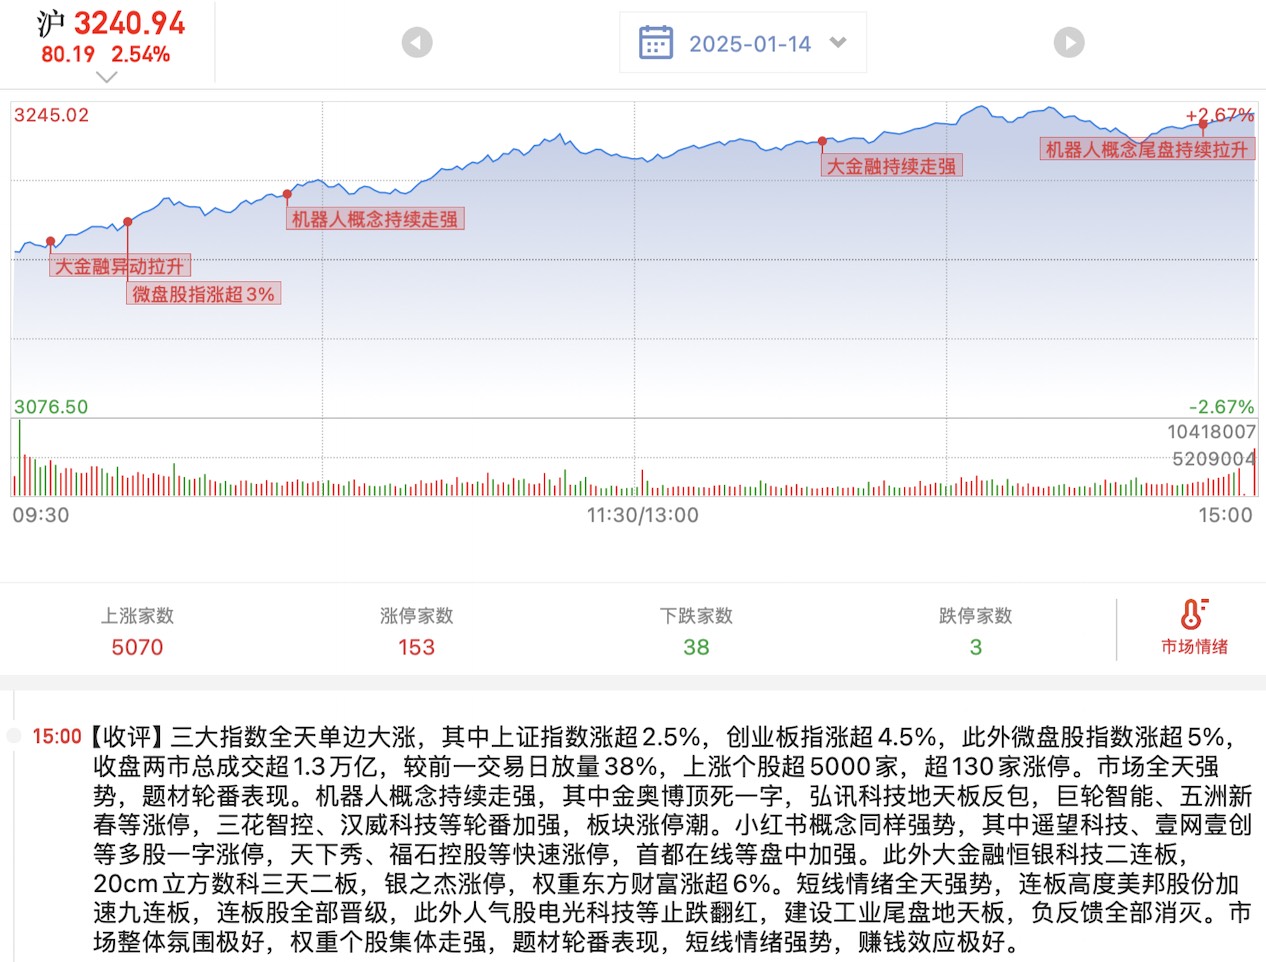 沪 3240.94
80.19 2.54%
2025-01-14
3245.02
+2.67%
机器人概念尾盘持续拉升
大金融持续走强
机器人概念持续走强
大金融异动拉升
微盘股指涨超3%
3076.50
-2.67%
10418007
5209004
09:30
11:30/13:00
15:00
上涨家数
涨停家数
下跌家数
跌停家数
5070
153
38
3
市场情绪
15:00【收评】三大指数全天单边大涨，其中上证指数涨超2.5%，创业板指涨超4.5%，此外微盘股指数涨超5%，
收盘两市总成交超1.3万亿，较前一交易日放量38%，上涨个股超5000家，超130家涨停。市场全天强
势，题材轮番表现。机器人概念持续走强，其中金奥博顶死一字，弘讯科技地天板反包，巨轮智能、五洲新
春等涨停，三花智控、汉威科技等轮番加强，板块涨停潮。小红书概念同样强势，其中遥望科技、壹网壹创
等多股一字涨停，天下秀、福石控股等快速涨停，首都在线等盘中加强。此外大金融恒银科技二连板，
20cm立方数科三天二板，银之杰涨停，权重东方财富涨超6%。短线情绪全天强势，连板高度美邦股份加
速九连板，连板股全部晋级，此外人气股电光科技等止跌翻红，建设工业尾盘地天板，负反馈全部消灭。市
场整体氛围极好，权重个股集体走强，题材轮番表现，短线情绪强势，赚钱效应极好。